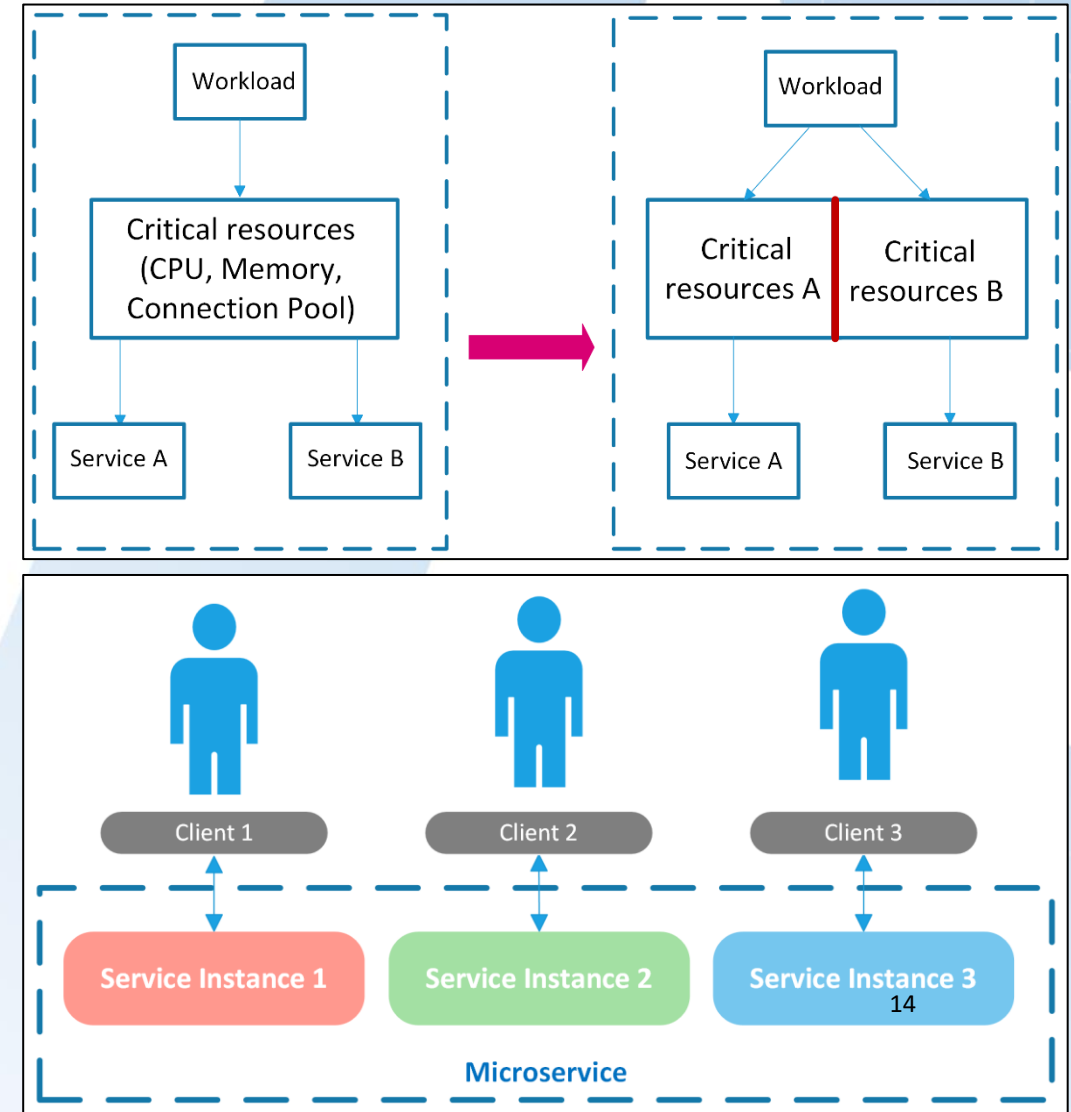 Workload
Critical resources
(CPU, Memory,
Connection Pool)
Service A
Service B
Workload
Critical
resources A
Critical
resources B
Service A
Service B
Client 1
Client 2
Client 3
Service Instance 1
Service Instance 2
Service Instance 3
14
Microservice